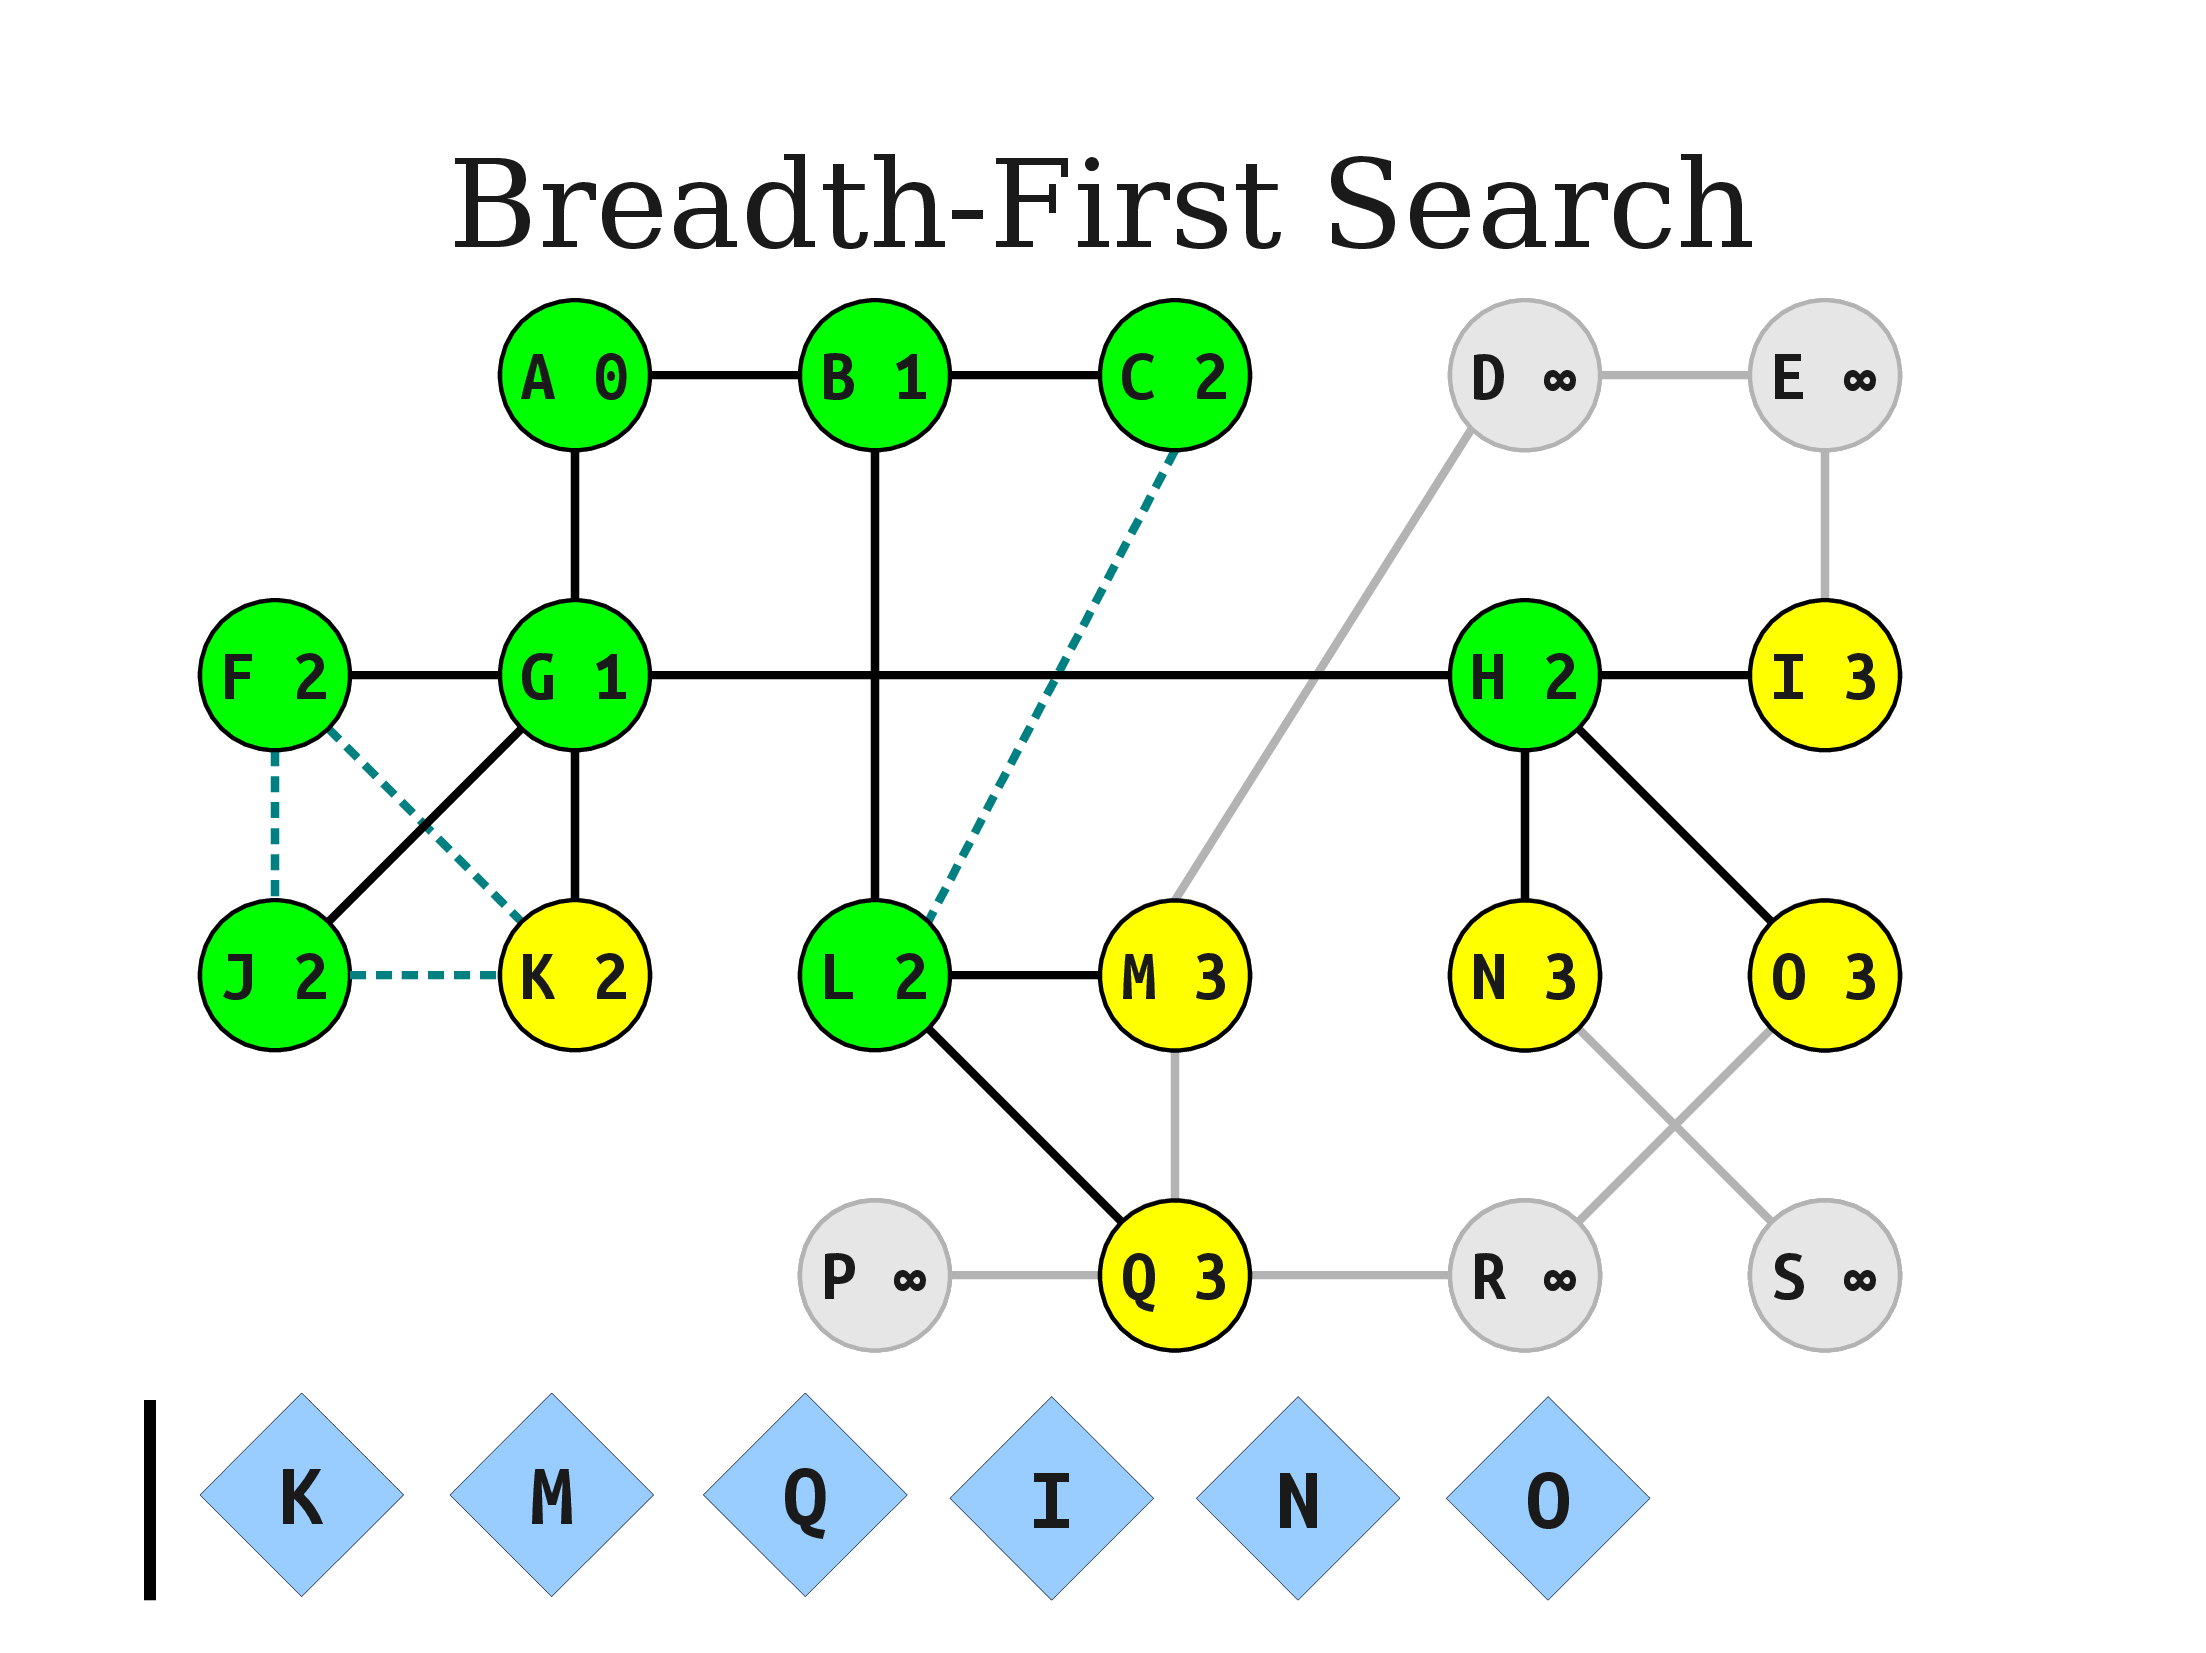 Breadth-First Search
A 0 B 1 C 2 D ∞ E ∞
F 2 G 1 H 2 I 3
J 2 K 2 L 2 M 3 N 3 O 3
P ∞ Q 3 R ∞ S ∞
K M Q I N O